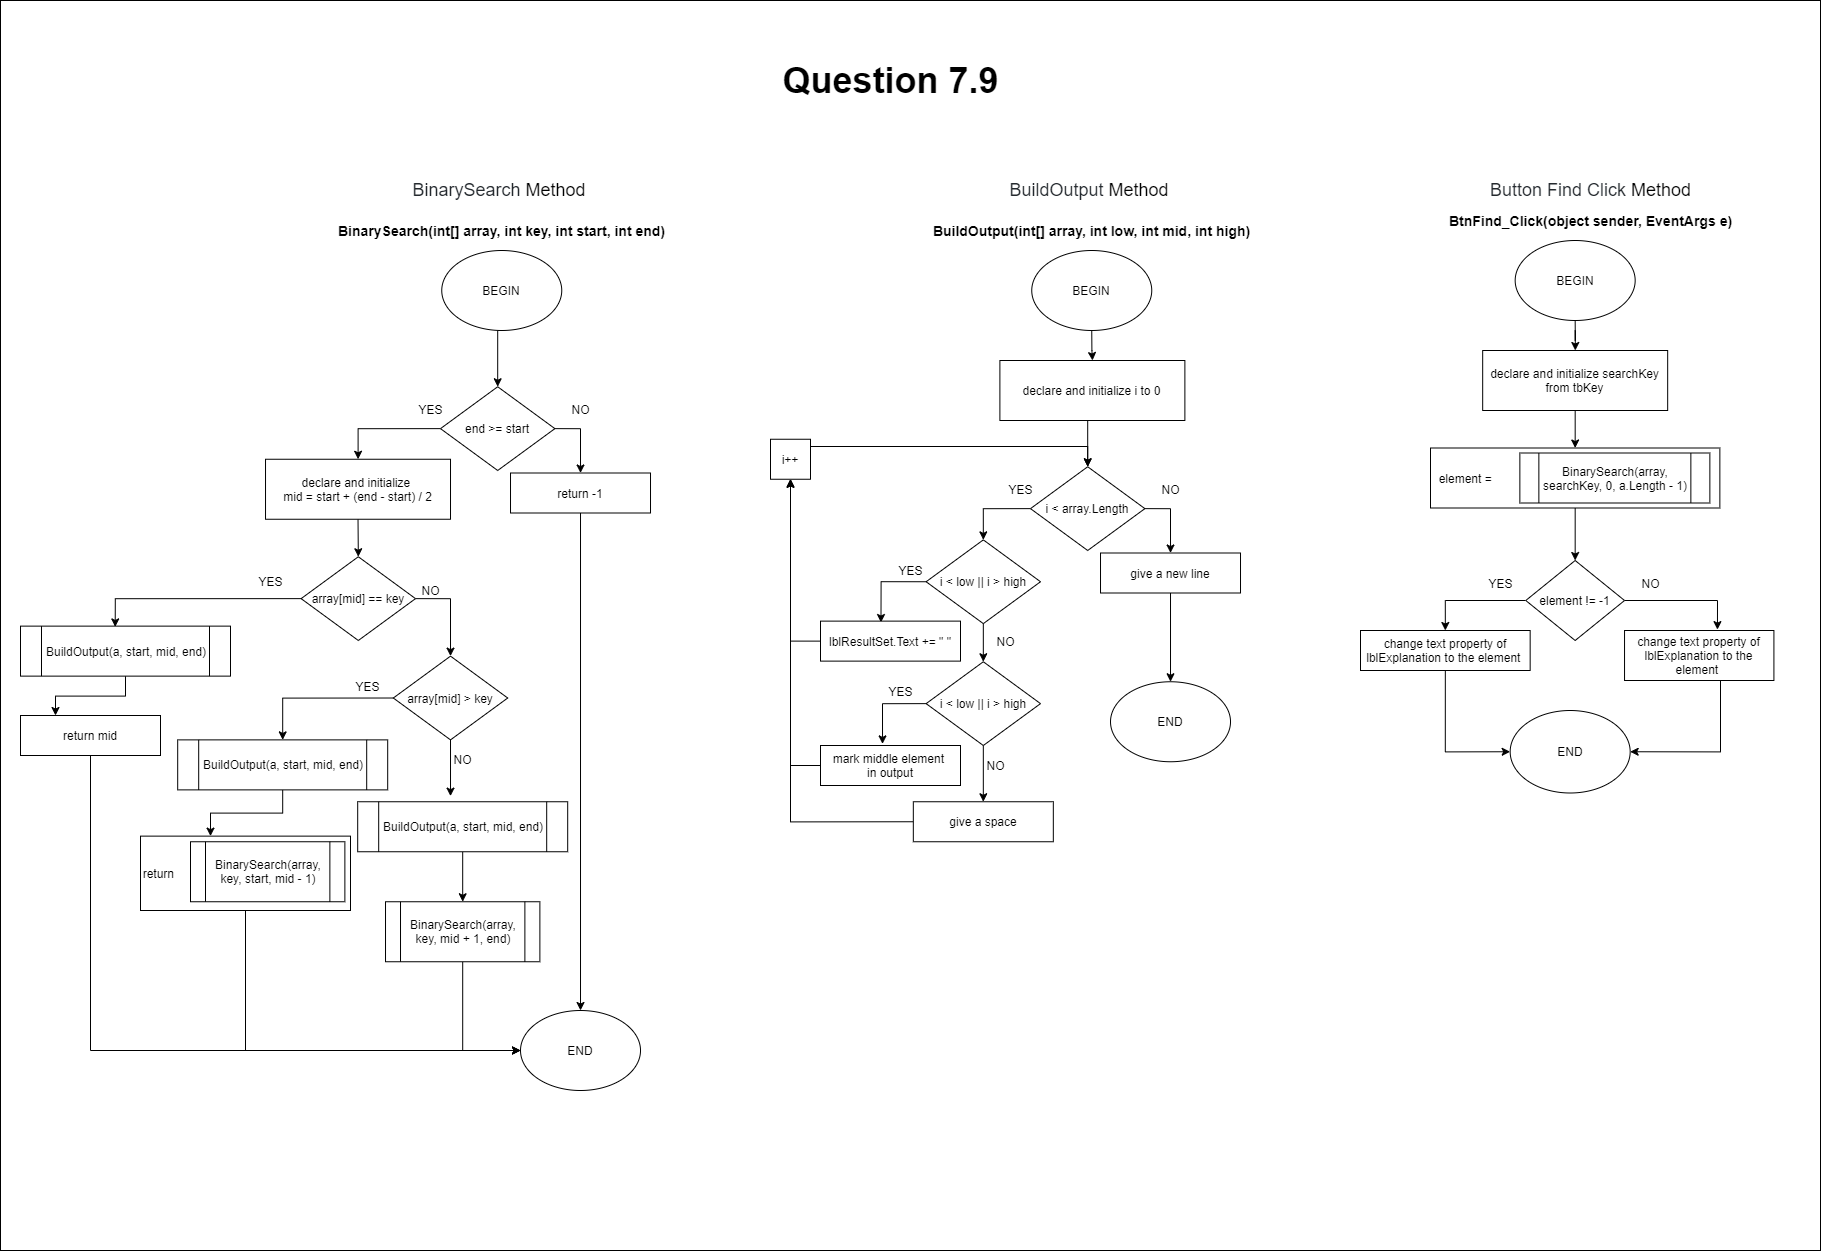 Question 7.9
BinarySearch Method
BinarySearch(int[] array, int key, int start, int end)
BEGIN
YES
NO
end >= start
declare and initialize
mid = start + (end - start) / 2
return -1
YES
NO
array[mid] == key
BuildOutput(a, start, mid, end)
return mid
YES
array[mid] > key
NO
BuildOutput(a, start, mid, end)
BuildOutput(a, start, mid, end)
return
BinarySearch(array,
key, start, mid - 1)
BinarySearch(array,
key, mid + 1, end)
END
BuildOutput Method
BuildOutput(int[] array, int low, int mid, int high)
BEGIN
declare and initialize i to 0
i++
YES
NO
i < array.Length
give a new line
YES
i < low || i > high
lblResultSet.Text += " "
NO
YES
i < low || i > high
mark middle element
in output
NO
give a space
END
Button Find Click Method
BtnFind_Click(object sender, EventArgs e)
BEGIN
declare and initialize searchKey
from tbKey
element =
BinarySearch(array,
searchKey, 0, a.Length - 1)
YES
NO
element != -1
change text property of
lblExplanation to the element
change text property of
lblExplanation to the
element
END